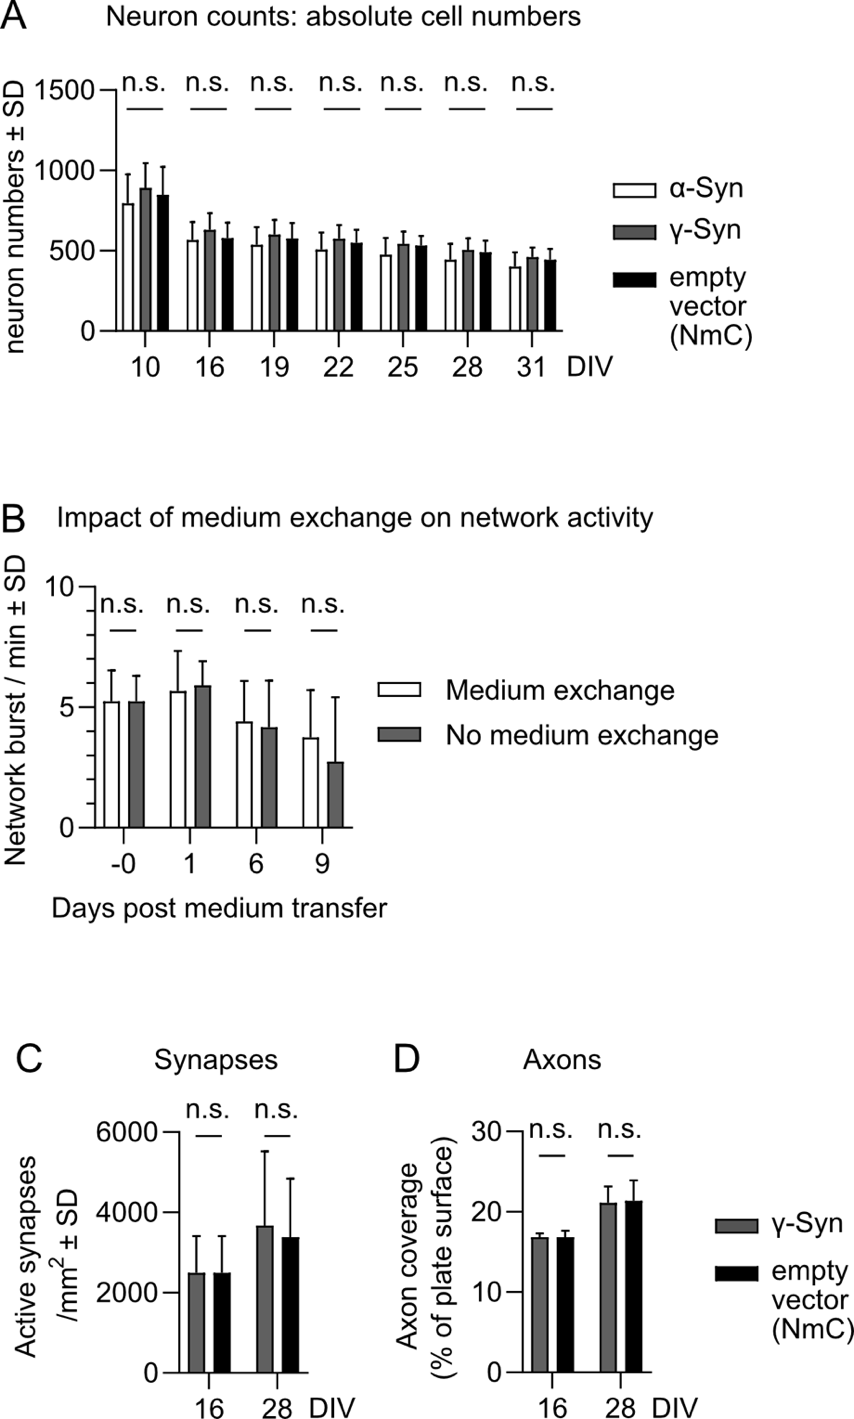 A
Neuron counts: absolute cell numbers
neuron numbers ± SD
1500
1000
500
0
n.s. n.s. n.s. n.s. n.s. n.s. n.s.
10 16 19 22 25 28 31 DIV
α-Syn
γ-Syn
empty
vector
(NmC)
B
Impact of medium exchange on network activity
Network burst / min ± SD
10
5
0
n.s. n.s. n.s. n.s.
-0 1 6 9
Days post medium transfer
Medium exchange
No medium exchange
C
Synapses
Active synapses
/mm² ± SD
6000
4000
2000
0
n.s. n.s.
16 28 DIV
D
Axons
Axon coverage
(% of plate surface)
30
20
10
0
n.s. n.s.
16 28 DIV
γ-Syn
empty
vector
(NmC)